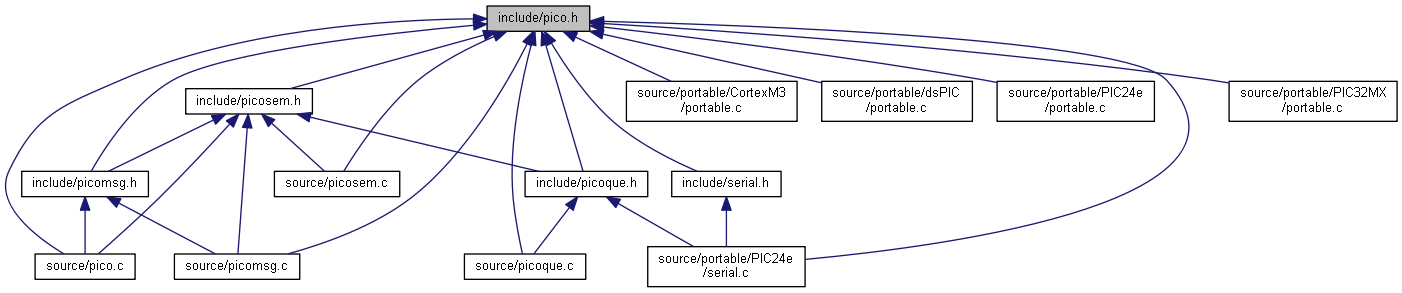 include/pico.h
include/picosem.h
source/portable/CortexM3
/portable.c
source/portable/dsPIC
/portable.c
source/portable/PIC24e
/portable.c
source/portable/PIC32MX
/portable.c
include/picomsg.h
source/picosem.c
include/picoque.h
include/serial.h
source/pico.c
source/picomsg.c
source/picoque.c
source/portable/PIC24e
/serial.c